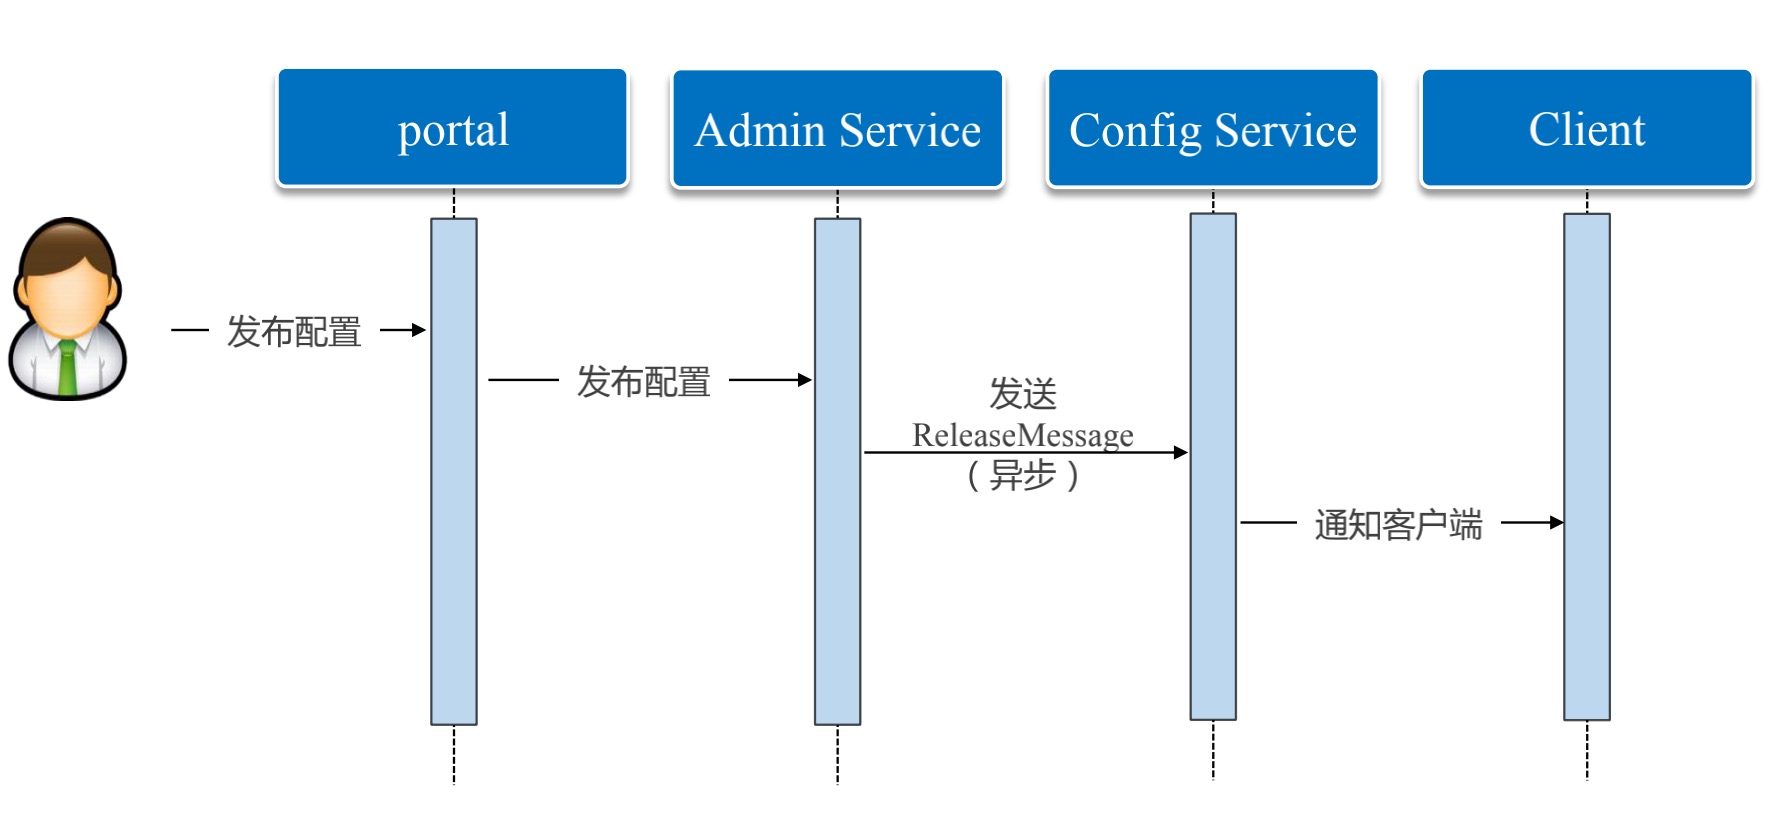 portal
Admin Service
Config Service
Client
发布配置
发布配置
发送
ReleaseMessage
（异步）
通知客户端